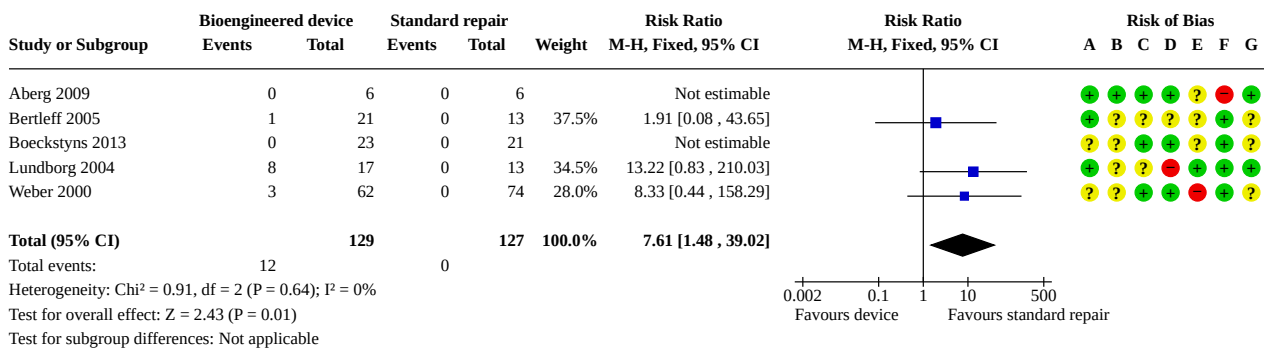 Bioengineered device Standard repair Risk Ratio Risk Ratio Risk of Bias
Study or Subgroup Events Total Events Total Weight M-H, Fixed, 95% CI M-H, Fixed, 95% CI A B C D E F G
Aberg 2009 0 6 0 6 Not estimable + + + + ? − +
Bertleff 2005 1 21 0 13 37.5% 1.91 [0.08 , 43.65] + ? ? ? ? + ?
Boeckstyns 2013 0 23 0 21 Not estimable ? ? + + ? + ?
Lundborg 2004 8 17 0 13 34.5% 13.22 [0.83 , 210.03] + ? ? − + + +
Weber 2000 3 62 0 74 28.0% 8.33 [0.44 , 158.29] ? ? + + − + ?
Total (95% CI) 129 127 100.0% 7.61 [1.48 , 39.02]
Total events: 12 0
Heterogeneity: Chi² = 0.91, df = 2 (P = 0.64); I² = 0%
0.002 0.1 1 10 500
Test for overall effect: Z = 2.43 (P = 0.01) Favours device Favours standard repair
Test for subgroup differences: Not applicable